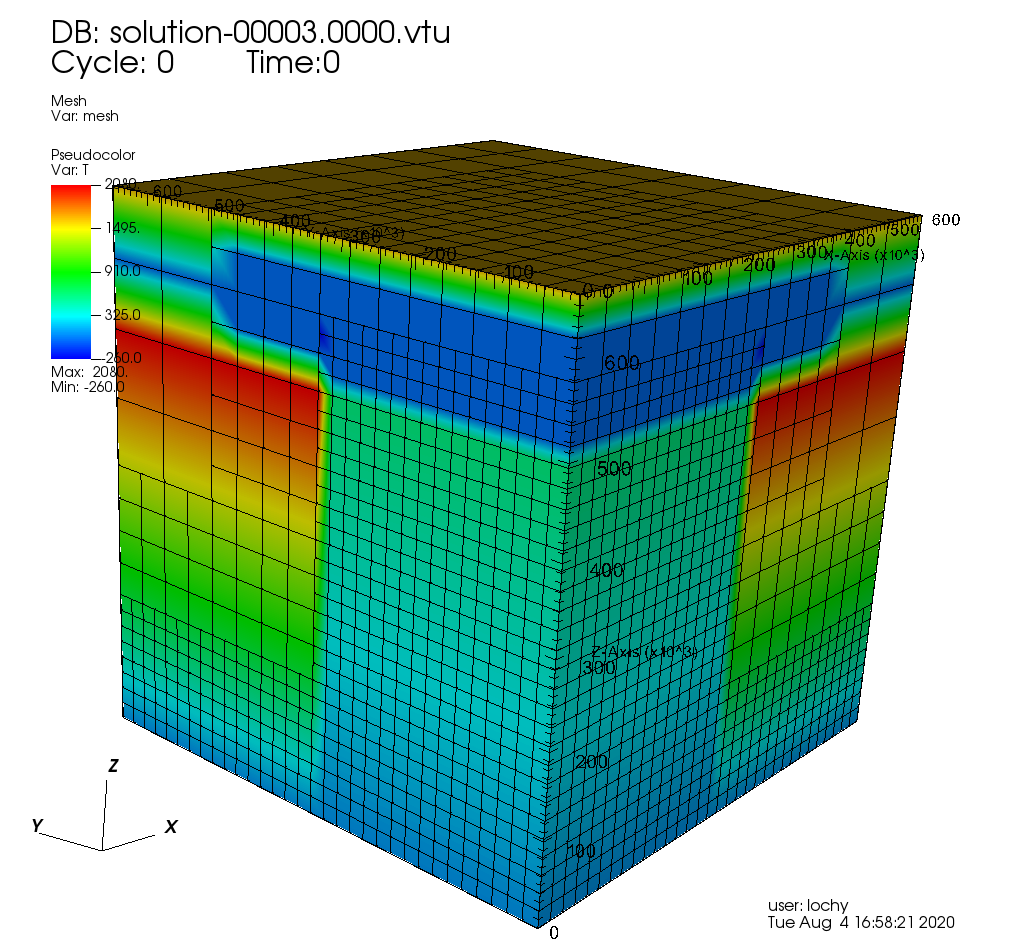 DB: solution-00003.0000.vtu
Cycle: 0 Time:0
Mesh
Var: mesh
Pseudocolor
Var: T
1495.
910.0
325.0
-260.0
Max: 2080.
Min: -260.0
600
500
400
300
200
100
0.0
100
200
300
400
500
600
X-Axis (x10^3)
600
500
400
Z-Axis (x10^3)
300
200
100
0
Z
Y
X
user: lochy
Tue Aug 4 16:58:21 2020